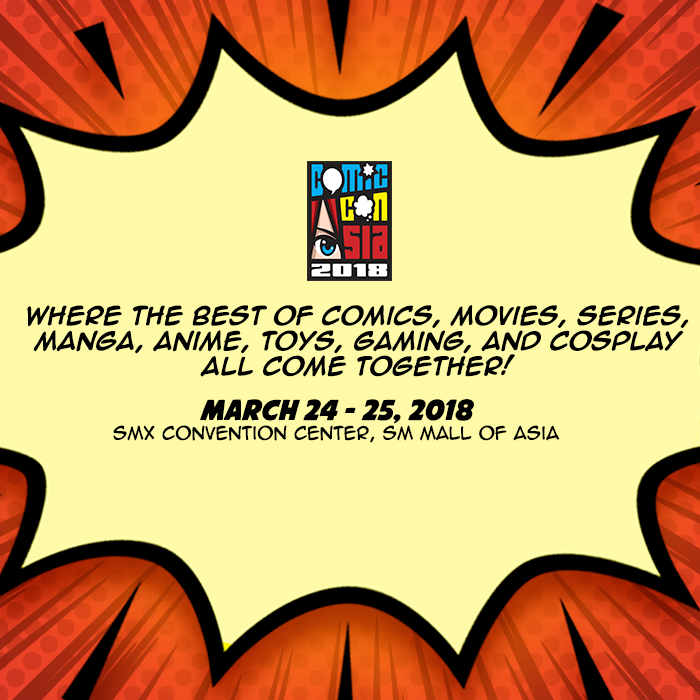 COMIC
CON
ASIA
2018
WHERE THE BEST OF COMICS, MOVIES, SERIES,
MANGA, ANIME, TOYS, GAMING, AND COSPLAY
ALL COME TOGETHER!
MARCH 24 - 25, 2018
SMX CONVENTION CENTER, SM MALL OF ASIA